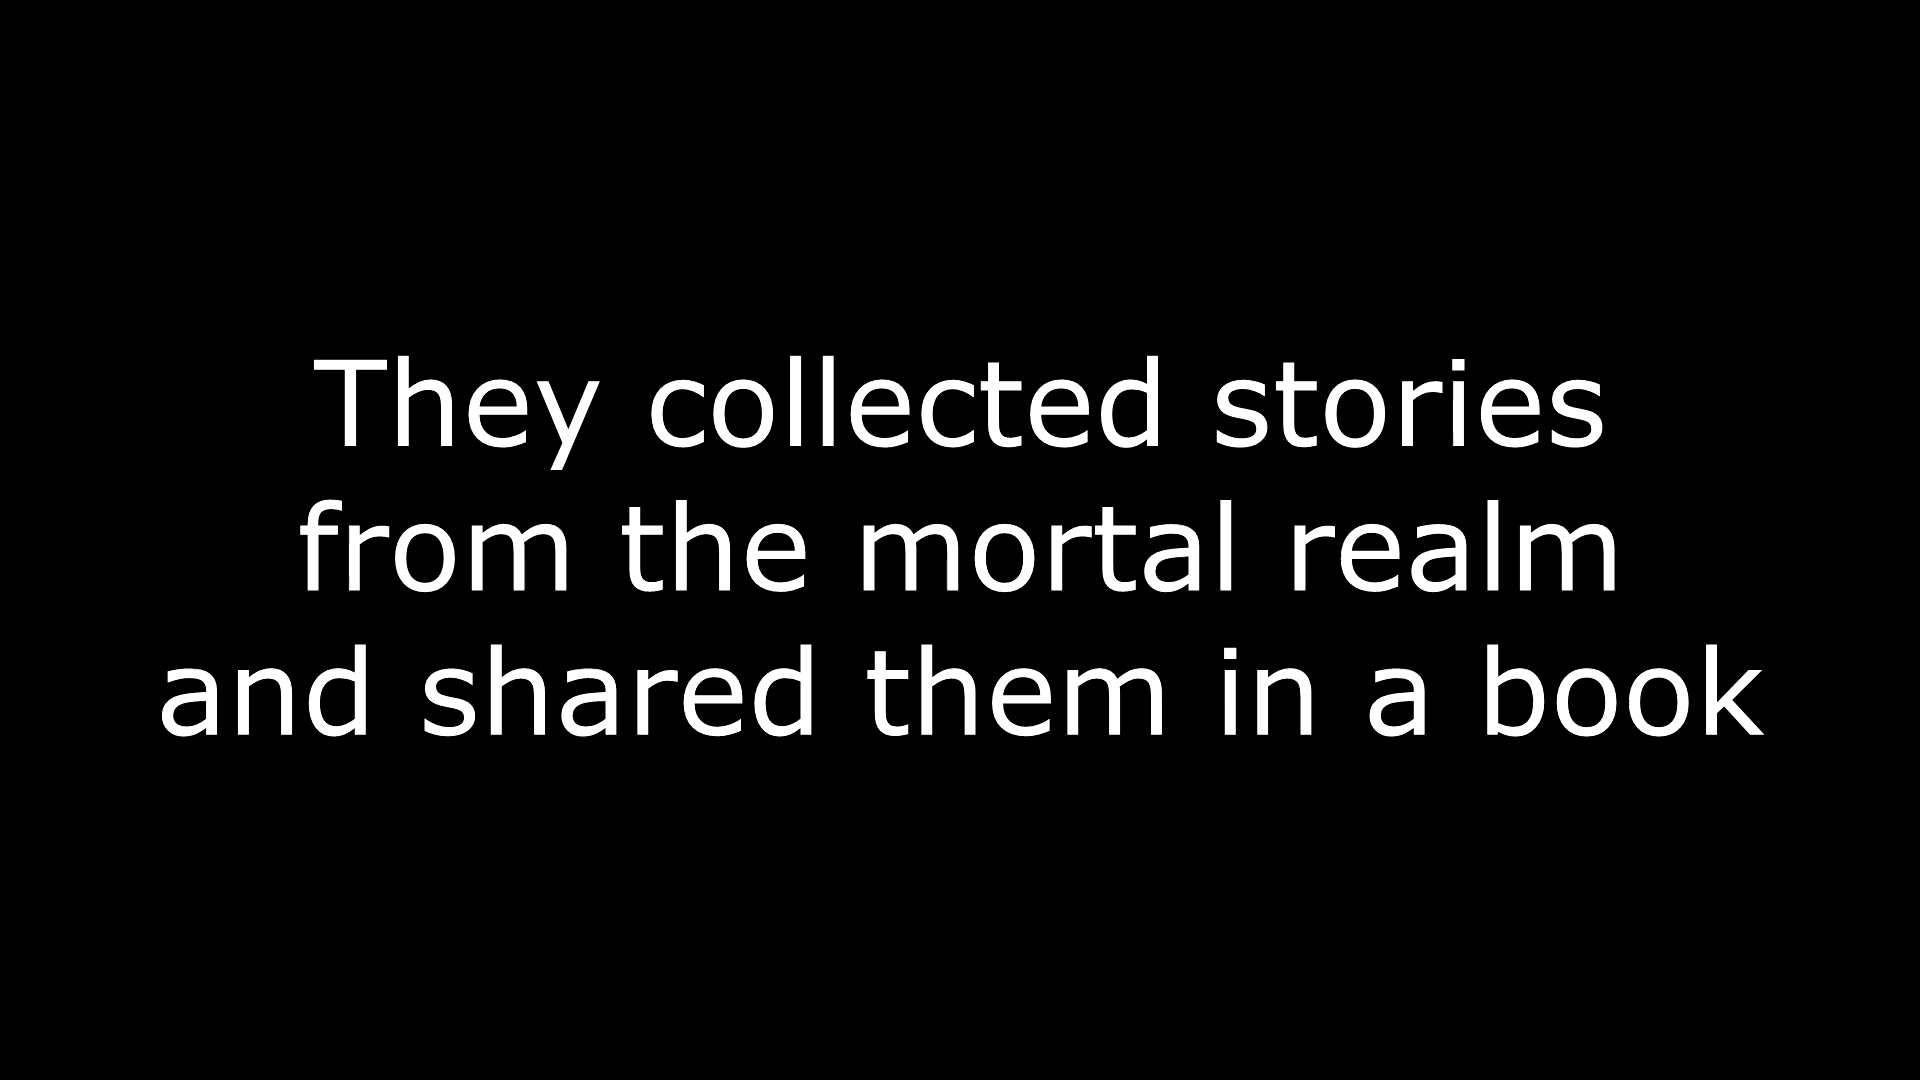 They collected stories
from the mortal realm
and shared them in a book